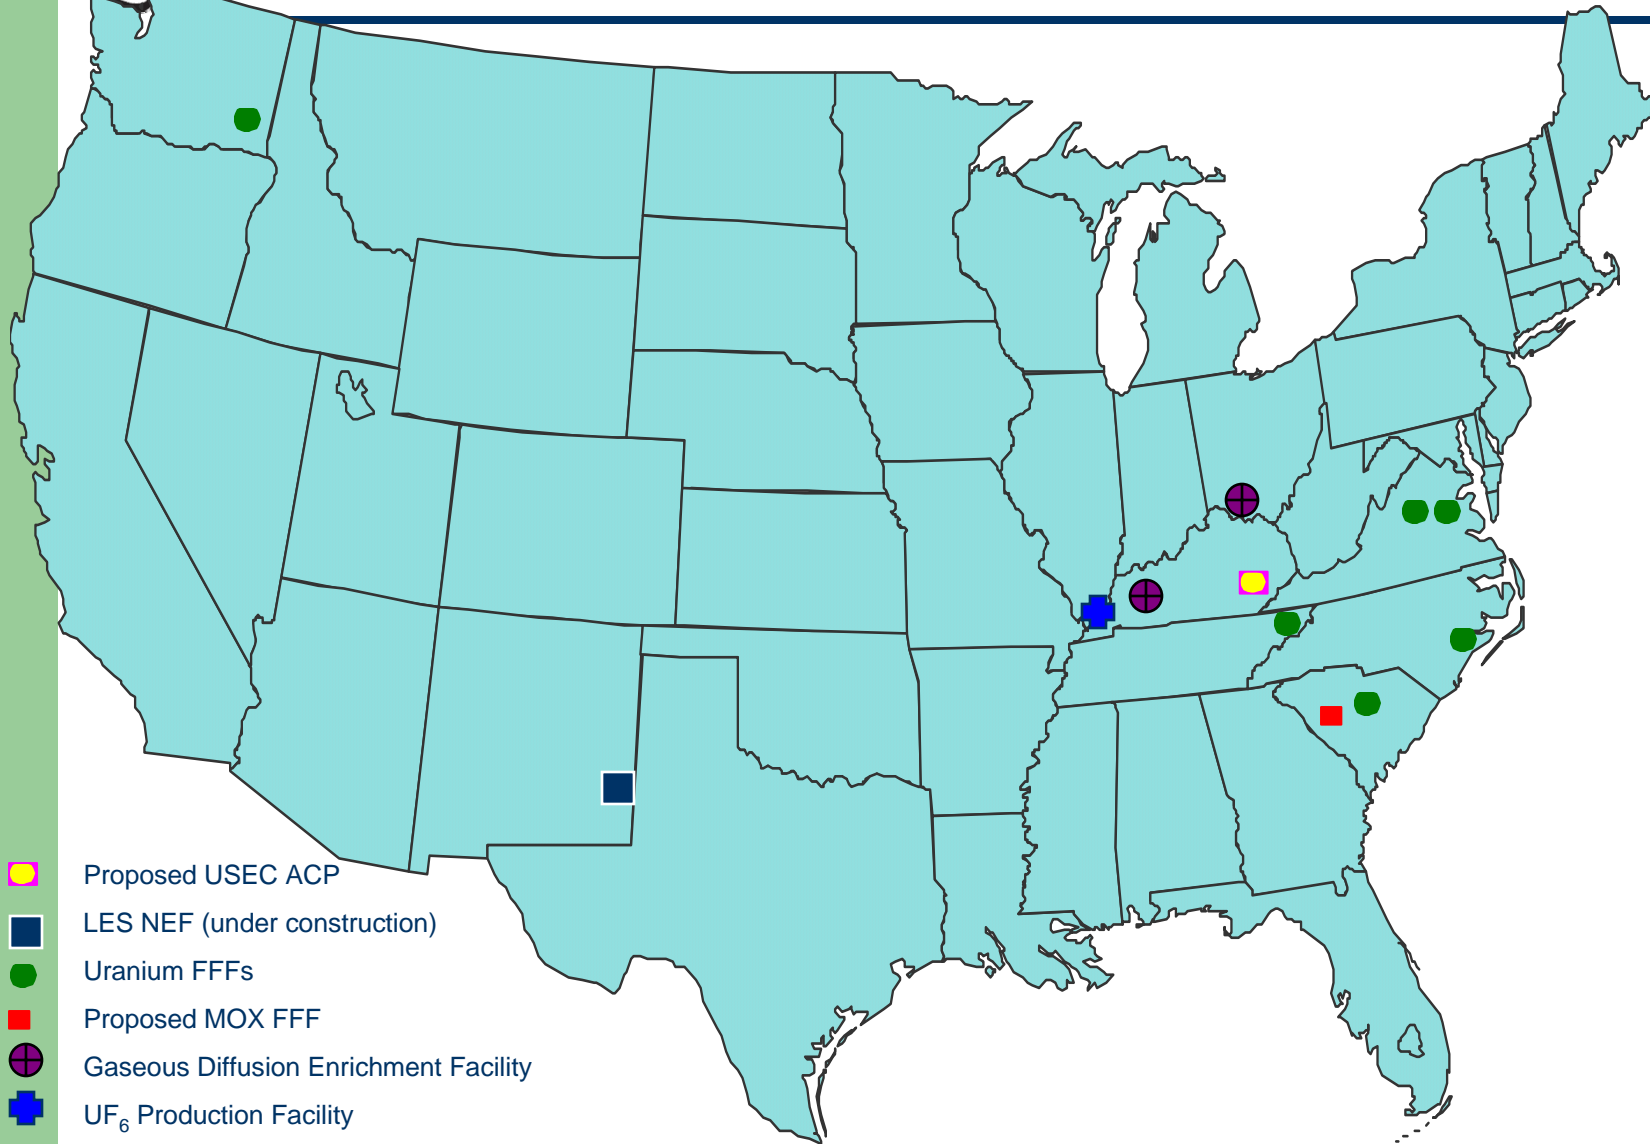 Proposed USEC ACP
LES NEF (under construction)
Uranium FFFs
Proposed MOX FFF
Gaseous Diffusion Enrichment Facility
UF₆ Production Facility